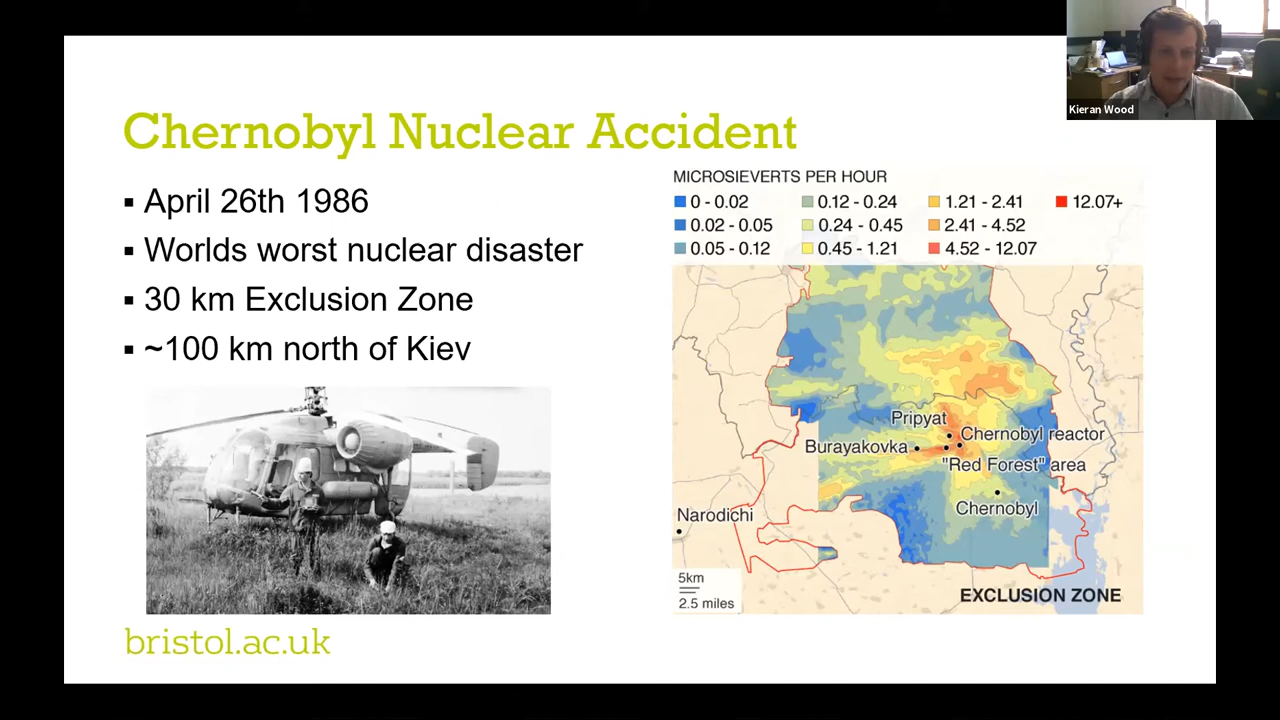 Kieran Wood
Chernobyl Nuclear Accident
▪ April 26th 1986
▪ Worlds worst nuclear disaster
▪ 30 km Exclusion Zone
▪ ~100 km north of Kiev
bristol.ac.uk
MICROSIEVERTS PER HOUR
0 - 0.02 0.12 - 0.24 1.21 - 2.41 12.07+
0.02 - 0.05 0.24 - 0.45 2.41 - 4.52
0.05 - 0.12 0.45 - 1.21 4.52 - 12.07
Pripyat
Chernobyl reactor
Burayakovka
"Red Forest" area
Chernobyl
Narodichi
5km
2.5 miles
EXCLUSION ZONE